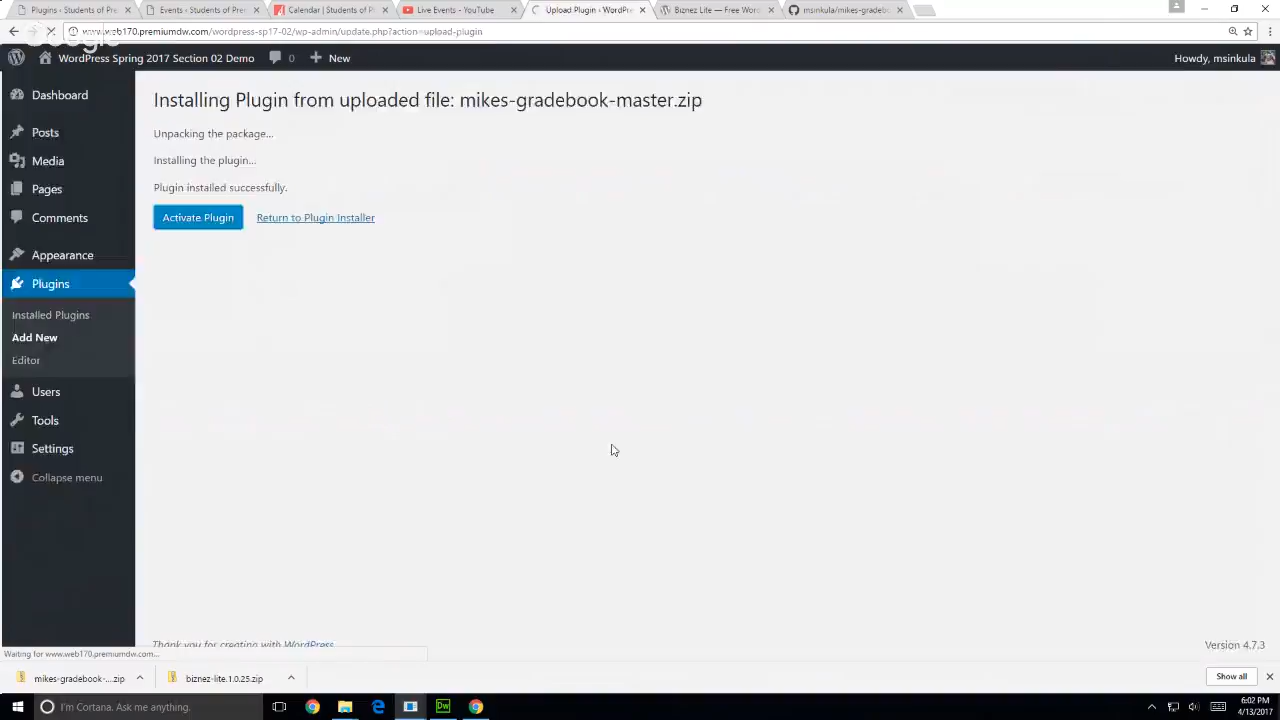 Plugins ‹ Students of Pre
Events ‹ Students of Pre
Calendar | Students of P
Live Events - YouTube
Upload Plugin ‹ WordPre
Biznez Lite — Free Word
msinkula/mikes-gradeb
www.web170.premiumdw.com/wordpress-sp17-02/wp-admin/update.php?action=upload-plugin
Google
WordPress Spring 2017 Section 02 Demo
0
New
Howdy, msinkula
Dashboard
Posts
Media
Pages
Comments
Appearance
Plugins
Installed Plugins
Add New
Editor
Users
Tools
Settings
Collapse menu
Installing Plugin from uploaded file: mikes-gradebook-master.zip
Unpacking the package…
Installing the plugin…
Plugin installed successfully.
Activate Plugin
Return to Plugin Installer
Thank you for creating with WordPress
Version 4.7.3
Waiting for www.web170.premiumdw.com...
mikes-gradebook-....zip
biznez-lite.1.0.25.zip
Show all
I'm Cortana. Ask me anything.
6:02 PM
4/13/2017